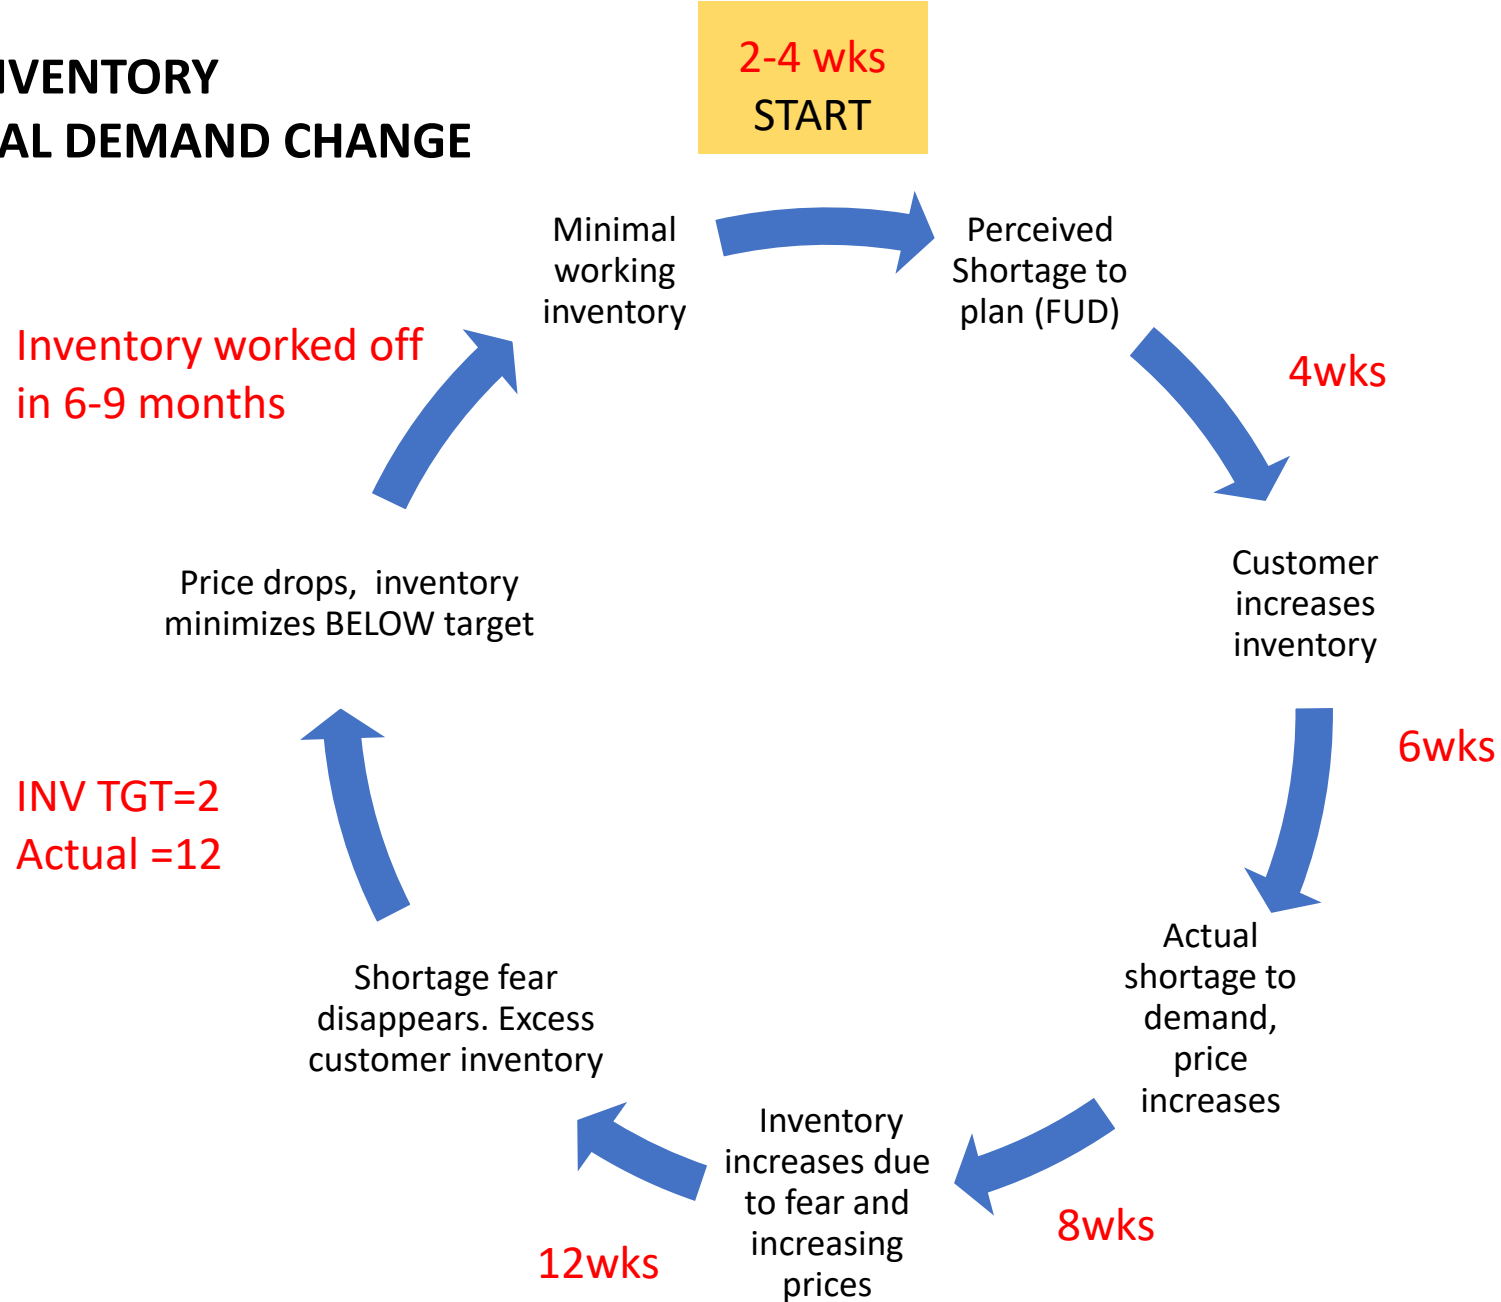 NVENTORY
AL DEMAND CHANGE
2-4 wks
START
Minimal
working
inventory
Perceived
Shortage to
plan (FUD)
4wks
Customer
increases
inventory
6wks
Actual
shortage to
demand,
price
increases
8wks
Inventory
increases due
to fear and
increasing
prices
12wks
Shortage fear
disappears. Excess
customer inventory
INV TGT=2
Actual =12
Price drops,  inventory
minimizes BELOW target
Inventory worked off
in 6-9 months